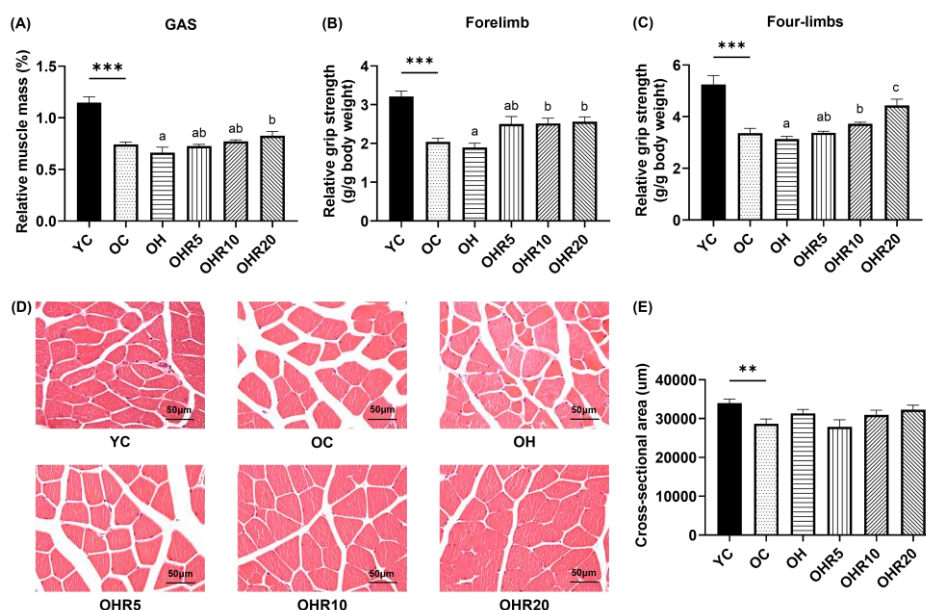 (A)
GAS
Relative muscle mass (%)
1.5
1.0
0.5
0.0
***
a
ab
ab
b
YC
OC
OH
OHR5
OHR10
OHR20
(B)
Forelimb
Relative grip strength
(g/g body weight)
4
3
2
1
0
***
a
ab
b
b
YC
OC
OH
OHR5
OHR10
OHR20
(C)
Four-limbs
Relative grip strength
(g/g body weight)
6
4
2
0
***
a
ab
b
c
YC
OC
OH
OHR5
OHR10
OHR20
(D)
50μm
YC
50μm
OC
50μm
OH
50μm
OHR5
50μm
OHR10
50μm
OHR20
(E)
Cross-sectional area (um)
40000
30000
20000
10000
0
**
YC
OC
OH
OHR5
OHR10
OHR20